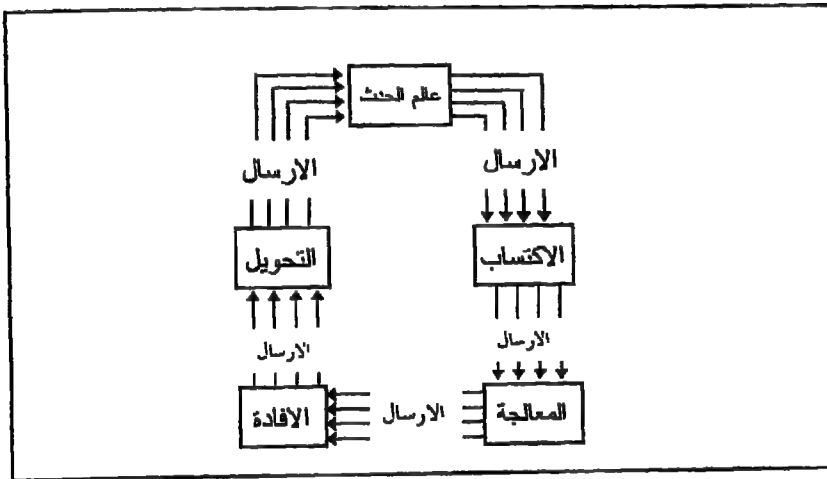 عالم الحدث
الارسال
الارسال
الاكتساب
التحويل
الارسال
الارسال
المعالجة
الارسال
الافادة